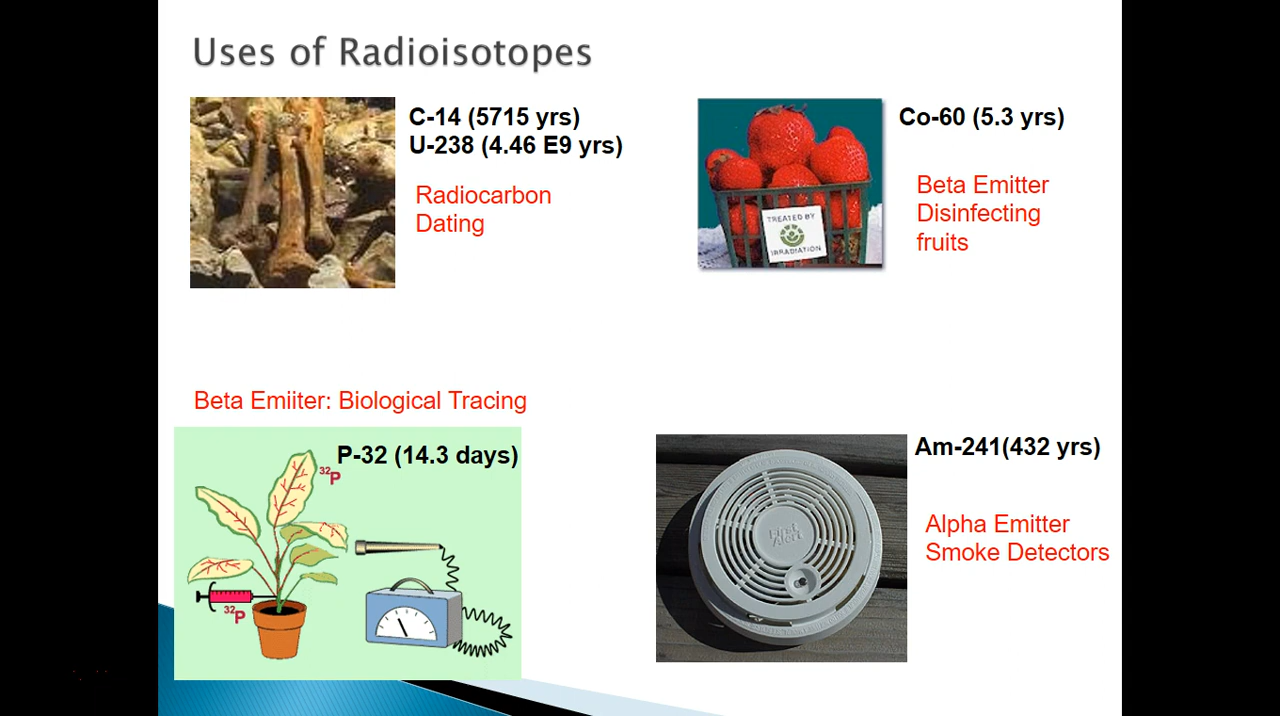 Uses of Radioisotopes
C-14 (5715 yrs)
U-238 (4.46 E9 yrs)
Radiocarbon
Dating
Co-60 (5.3 yrs)
Beta Emitter
Disinfecting
fruits
TREATED BY
IRRADIATION
Beta Emiiter: Biological Tracing
P-32 (14.3 days)
32P
32P
Am-241(432 yrs)
Alpha Emitter
Smoke Detectors
First
Alert